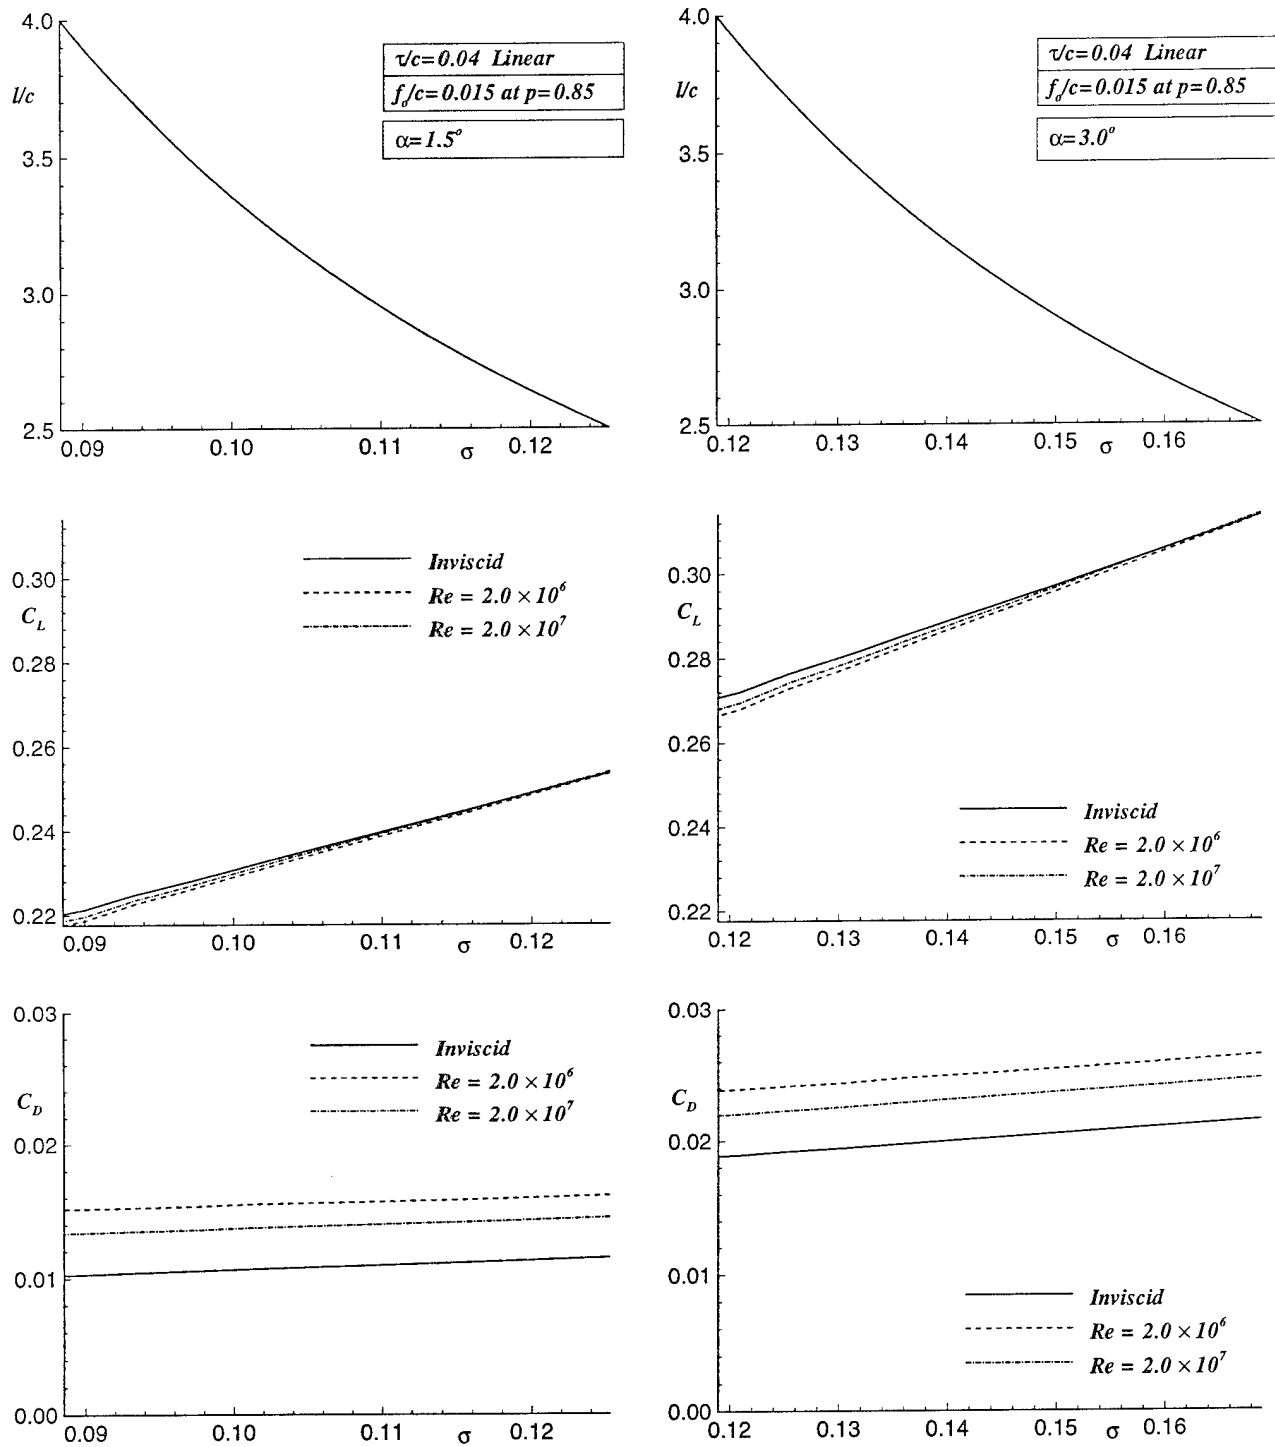 4.0
l/c
3.5
3.0
2.5
0.09
0.10
0.11
σ
0.12
τ/c=0.04 Linear
f₀/c=0.015 at p=0.85
α=1.5°
4.0
l/c
3.5
3.0
2.5
0.12
0.13
0.14
0.15
σ
0.16
τ/c=0.04 Linear
f₀/c=0.015 at p=0.85
α=3.0°
0.30
C_L
0.28
0.26
0.24
0.22
0.09
0.10
0.11
σ
0.12
Inviscid
Re = 2.0 × 10⁶
Re = 2.0 × 10⁷
0.30
C_L
0.28
0.26
0.24
0.22
0.12
0.13
0.14
0.15
σ
0.16
Inviscid
Re = 2.0 × 10⁶
Re = 2.0 × 10⁷
0.03
C_D
0.02
0.01
0.00
0.09
0.10
0.11
σ
0.12
Inviscid
Re = 2.0 × 10⁶
Re = 2.0 × 10⁷
0.03
C_D
0.02
0.01
0.00
0.12
0.13
0.14
0.15
σ
0.16
Inviscid
Re = 2.0 × 10⁶
Re = 2.0 × 10⁷